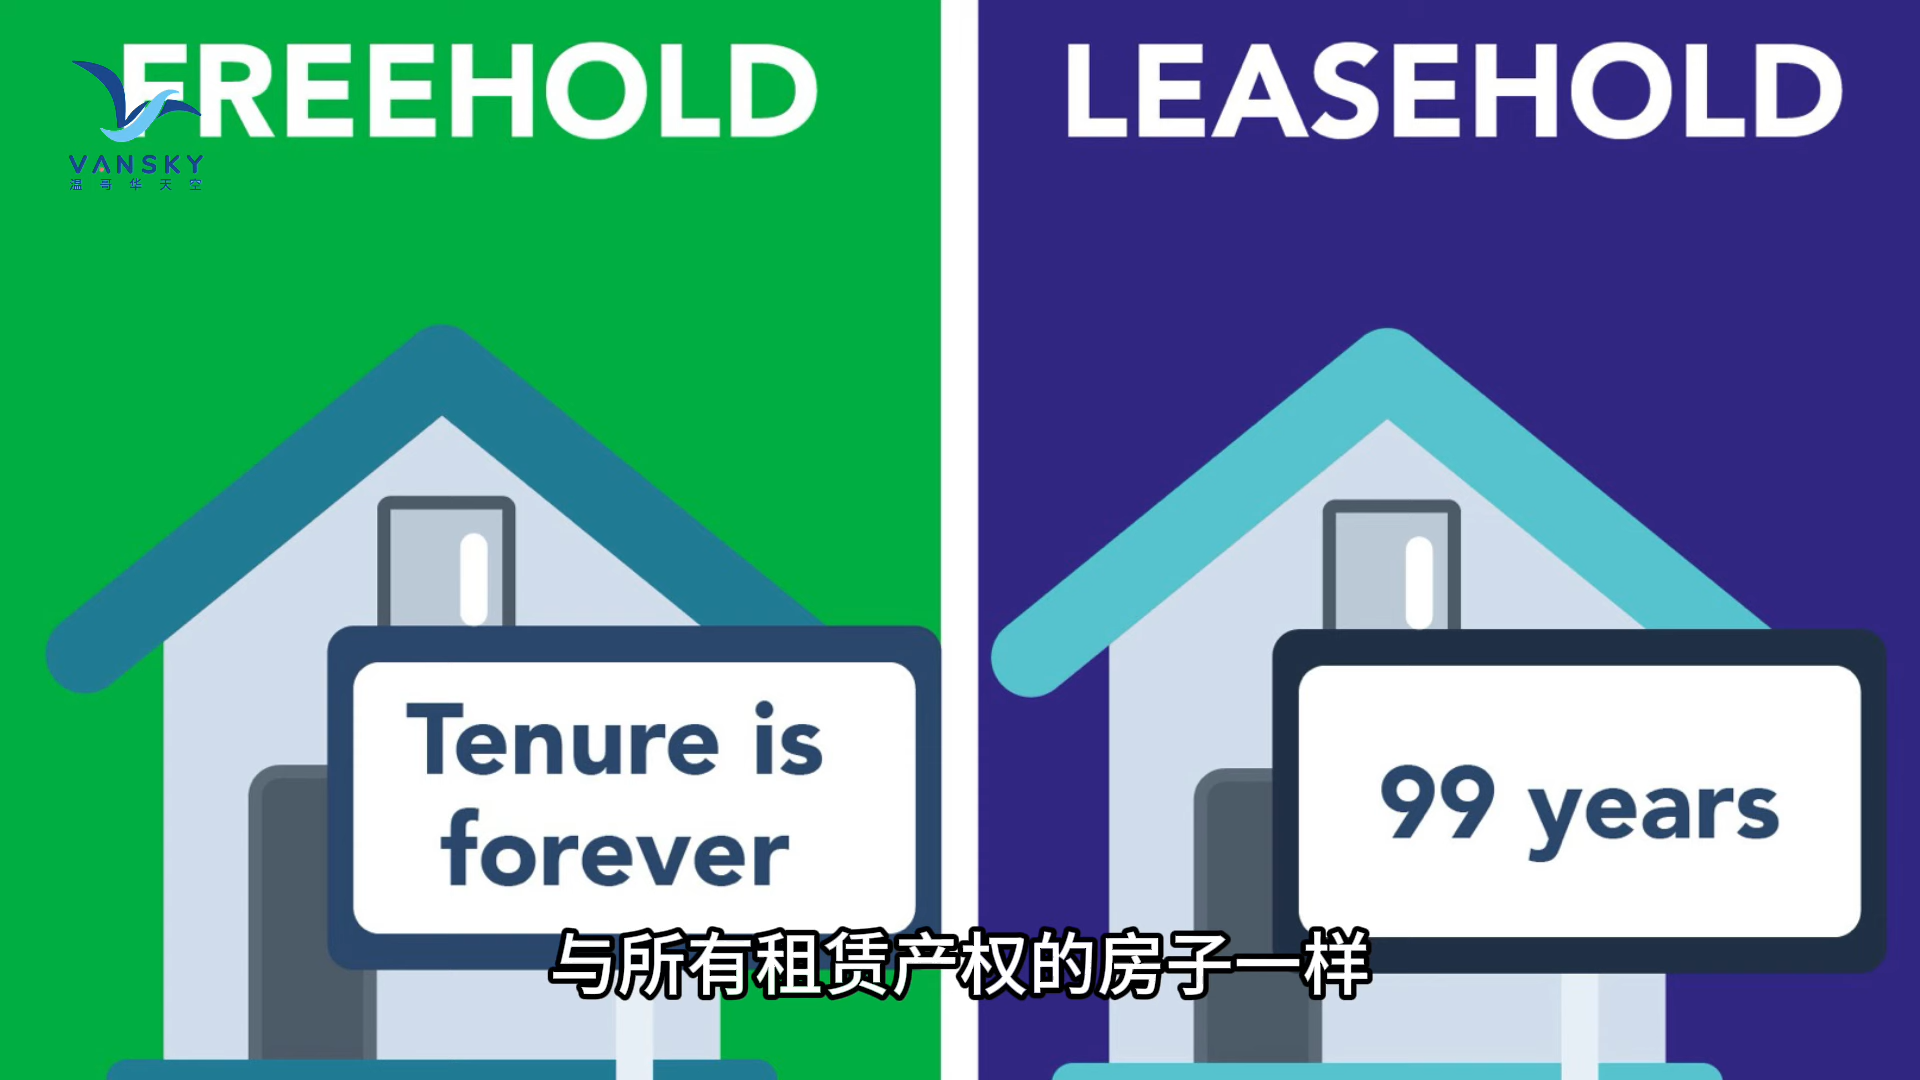 FREEHOLD
LEASEHOLD
VANSKY
温哥华天空
Tenure is
forever
99 years
与所有租赁产权的房子一样